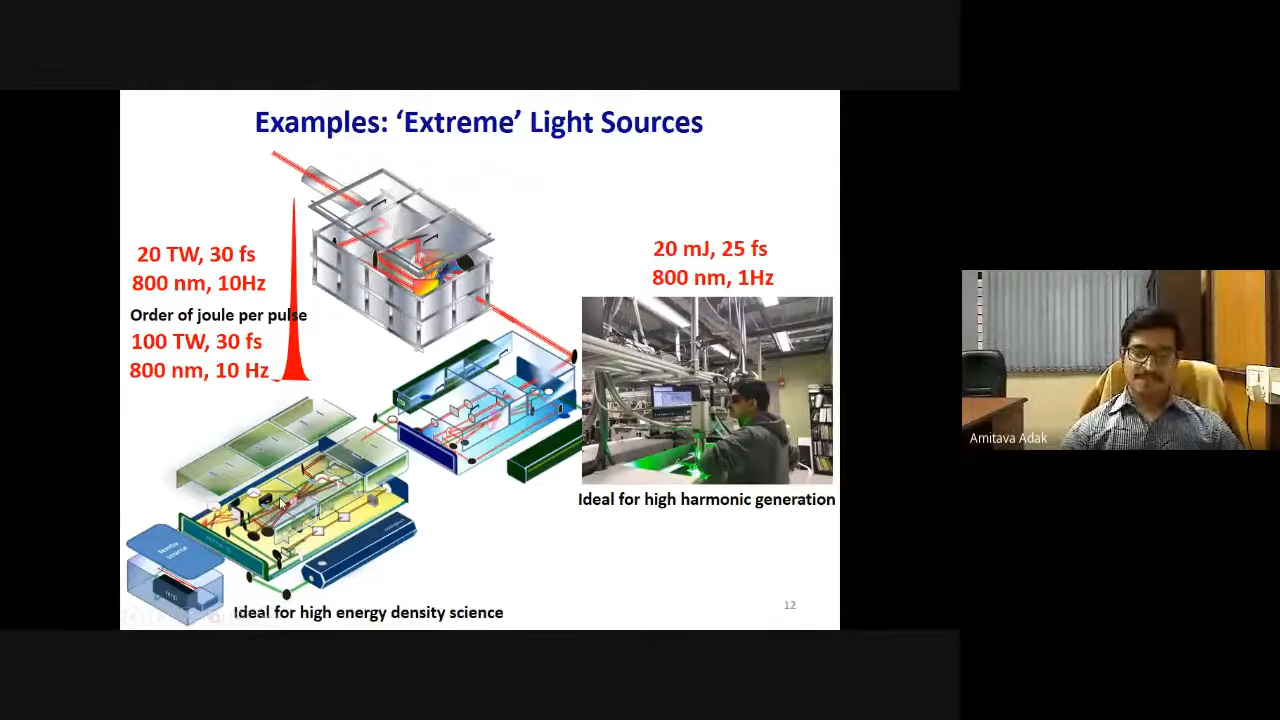 Examples: ‘Extreme’ Light Sources
20 TW, 30 fs
800 nm, 10Hz
Order of joule per pulse
100 TW, 30 fs
800 nm, 10 Hz
20 mJ, 25 fs
800 nm, 1Hz
Ideal for high harmonic generation
femto
source
Ideal for high energy density science
12
Amitava Adak